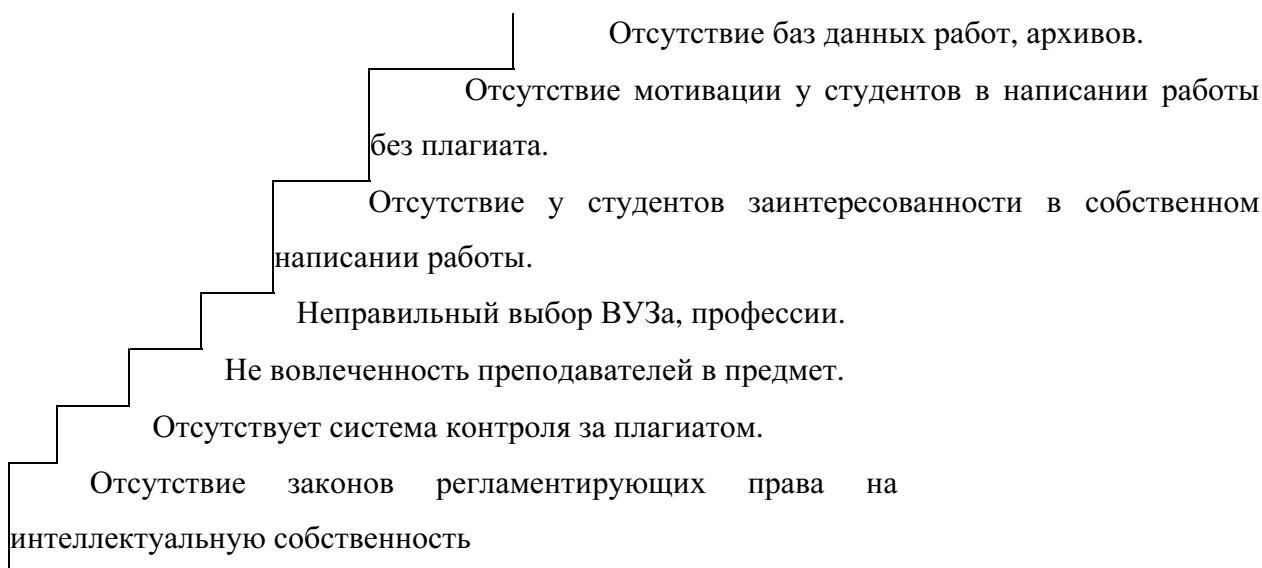 Отсутствие баз данных работ, архивов.
Отсутствие мотивации у студентов в написании работы
без плагиата.
Отсутствие у студентов заинтересованности в собственном
написании работы.
Неправильный выбор ВУЗа, профессии.
Не вовлеченность преподавателей в предмет.
Отсутствует система контроля за плагиатом.
Отсутствие законов регламентирующих права на
интеллектуальную собственность